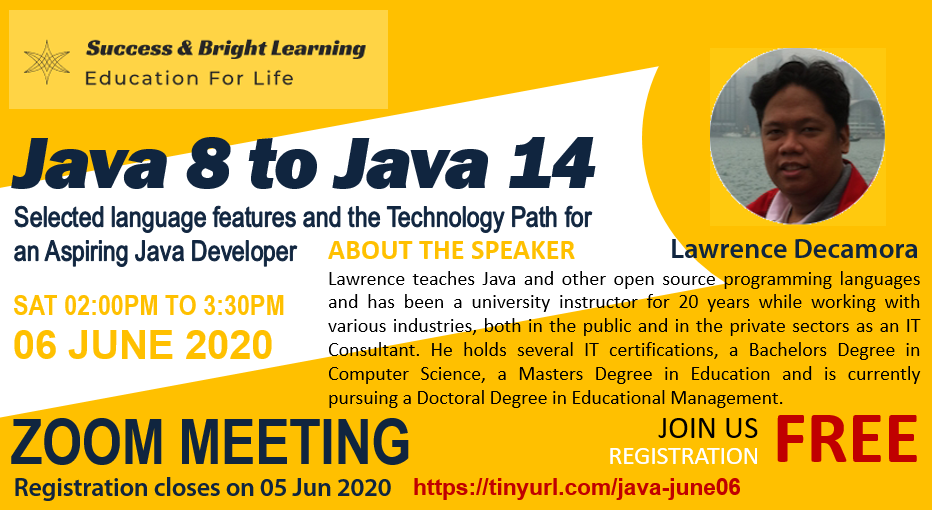 Success & Bright Learning
Education For Life
Java 8 to Java 14
Selected language features and the Technology Path for
an Aspiring Java Developer
SAT 02:00PM TO 3:30PM
06 JUNE 2020
Lawrence Decamora
ABOUT THE SPEAKER
Lawrence teaches Java and other open source programming languages
and has been a university instructor for 20 years while working with
various industries, both in the public and in the private sectors as an IT
Consultant. He holds several IT certifications, a Bachelors Degree in
Computer Science, a Masters Degree in Education and is currently
pursuing a Doctoral Degree in Educational Management.
ZOOM MEETING
JOIN US
REGISTRATION
FREE
Registration closes on 05 Jun 2020
https://tinyurl.com/java-june06